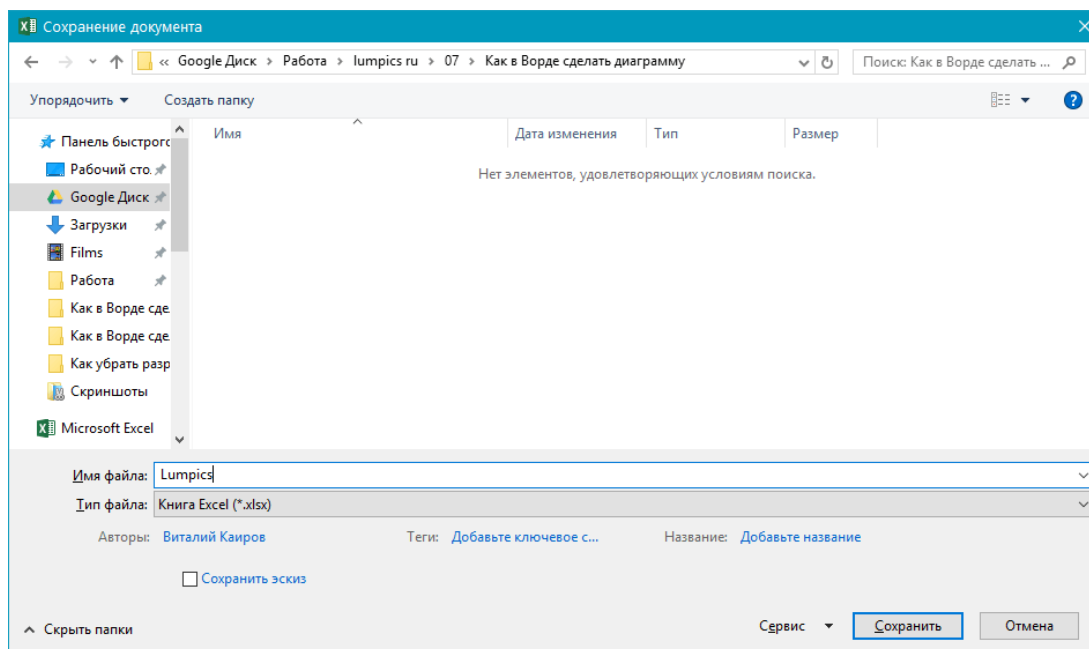 Сохранение документа
« Google Диск › Работа › lumpics ru › 07 › Как в Ворде сделать диаграмму Поиск: Как в Ворде сделать ...
Упорядочить Создать папку ?
Имя Дата изменения Тип Размер
Нет элементов, удовлетворяющих условиям поиска.
Панель быстрого
Рабочий сто.
Google Диск
Загрузки
Films
Работа
Как в Ворде сде
Как в Ворде сде
Как убрать разр
Скриншоты
Microsoft Excel
Имя файла: Lumpics
Тип файла: Книга Excel (*.xlsx)
Авторы: Виталий Каиров Теги: Добавьте ключевое с... Название: Добавьте название
Сохранить эскиз
Скрыть папки Сервис Сохранить Отмена